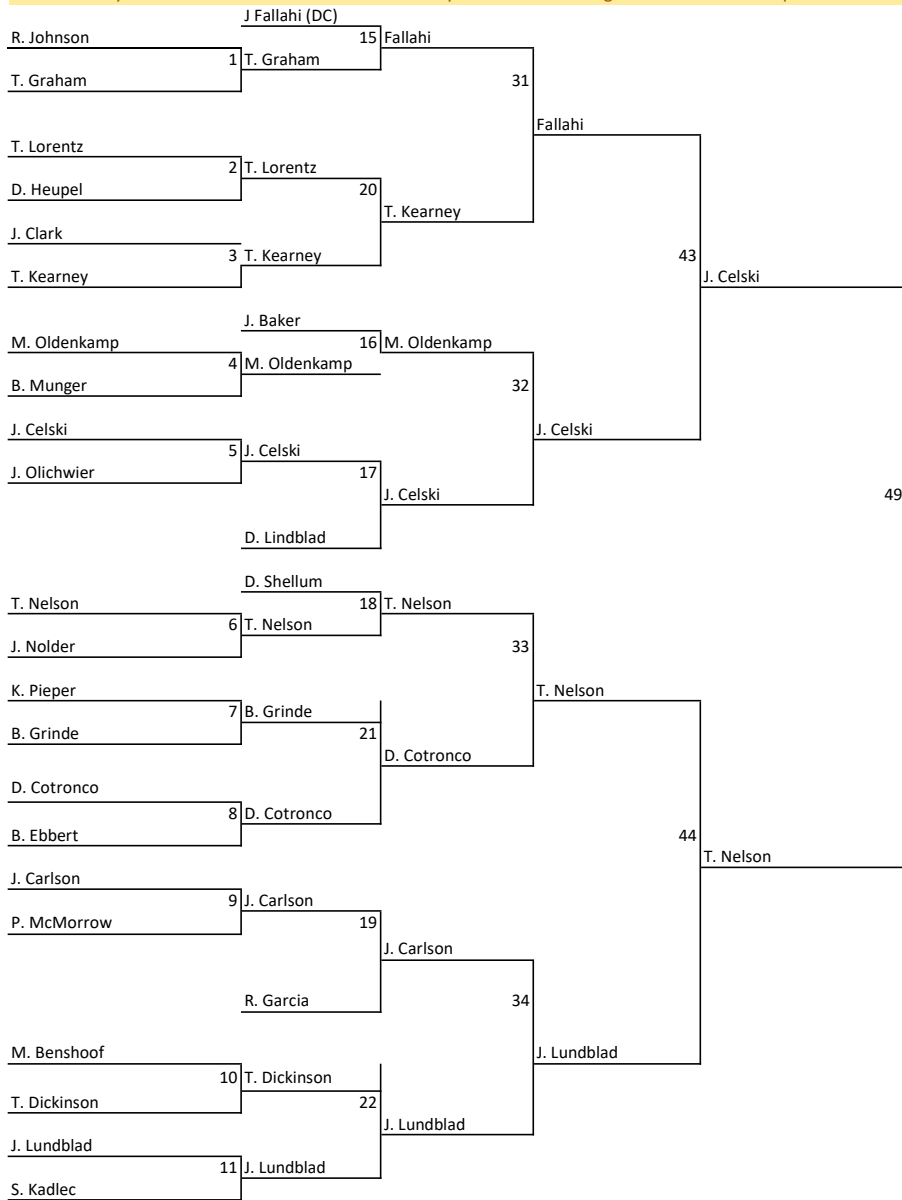 J Fallahi (DC)
R. Johnson
15 Fallahi
1 T. Graham
T. Graham
31
Fallahi
T. Lorentz
2 T. Lorentz
D. Heupel
20
T. Kearney
J. Clark
3 T. Kearney
43
T. Kearney
J. Celski
J. Baker
M. Oldenkamp
16 M. Oldenkamp
4 M. Oldenkamp
B. Munger
32
J. Celski
J. Celski
5 J. Celski
J. Olichwier
17
J. Celski
49
D. Lindblad
D. Shellum
T. Nelson
18 T. Nelson
6 T. Nelson
J. Nolder
33
K. Pieper
T. Nelson
7 B. Grinde
B. Grinde
21
D. Cotronco
D. Cotronco
8 D. Cotronco
B. Ebbert
44
T. Nelson
J. Carlson
9 J. Carlson
P. McMorrow
19
J. Carlson
R. Garcia
34
M. Benshoof
J. Lundblad
10 T. Dickinson
T. Dickinson
22
J. Lundblad
J. Lundblad
11 J. Lundblad
S. Kadlec